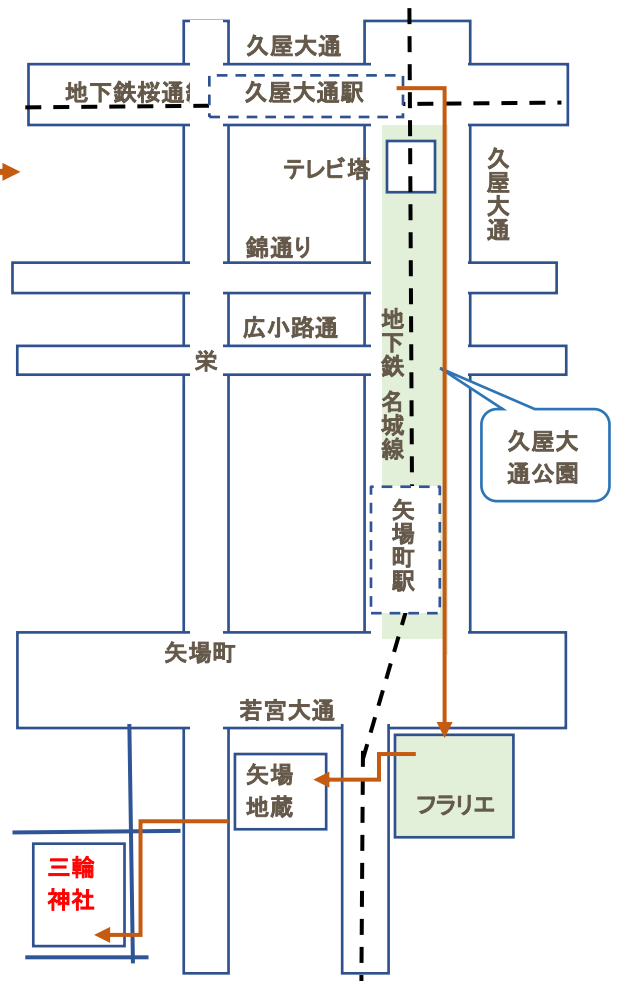 久屋大通
地下鉄桜通
久屋大通駅
テレビ塔
久屋大通
錦通り
広小路通
栄
地下鉄 名城線
久屋大
通公園
矢場町駅
矢場町
若宮大通
矢場
地蔵
フラリエ
三輪
神社